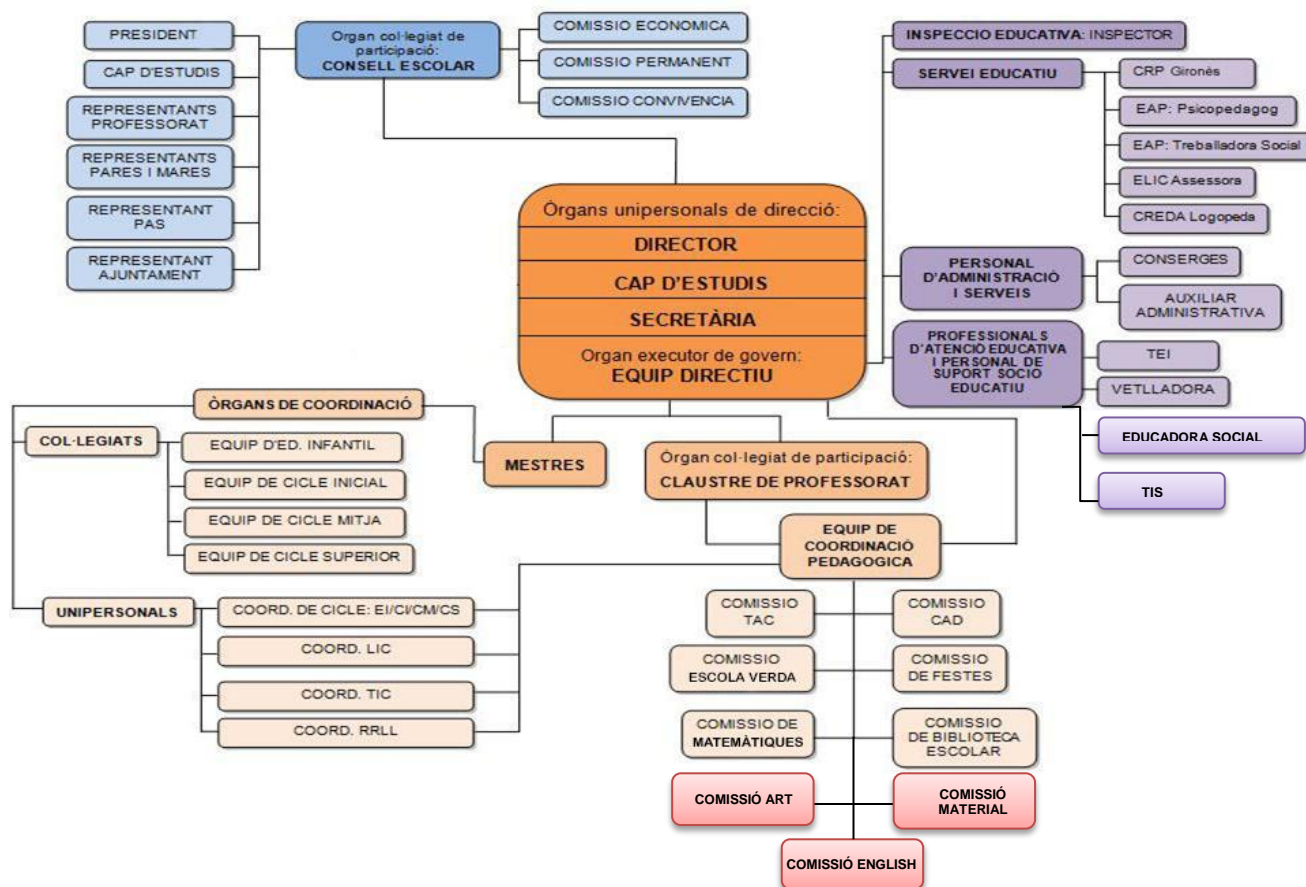 PRESIDENT
CAP D'ESTUDIS
REPRESENTANTS
PROFESSORAT
REPRESENTANTS
PARES I MARES
REPRESENTANT
PAS
REPRESENTANT
AJUNTAMENT
Organ col·legiat de
participació:
CONSELL ESCOLAR
COMISSIO ECONOMICA
COMISSIO PERMANENT
COMISSIO CONVIVENCIA
INSPECCIO EDUCATIVA: INSPECTOR
SERVEI EDUCATIU
CRP Gironès
EAP: Psicopedagog
EAP: Treballadora Social
ELIC Assessora
CREDA Logopeda
Òrgans unipersonals de direcció:
DIRECTOR
CAP D'ESTUDIS
SECRETÀRIA
Organ executor de govern:
EQUIP DIRECTIU
PERSONAL
D'ADMINISTRACIÓ
I SERVEIS
CONSERGES
AUXILIAR
ADMINISTRATIVA
PROFESSIONALS
D'ATENCIÓ EDUCATIVA
I PERSONAL DE
SUPORT SOCIO
EDUCATIU
TEI
VETLLADORA
EDUCADORA SOCIAL
TIS
ÒRGANS DE COORDINACIÓ
COL·LEGIATS
EQUIP D'ED. INFANTIL
EQUIP DE CICLE INICIAL
EQUIP DE CICLE MITJA
EQUIP DE CICLE SUPERIOR
MESTRES
Òrgan col·legiat de participació:
CLAUSTRE DE PROFESSORAT
EQUIP DE
COORDINACIÓ
PEDAGOGICA
UNIPERSONALS
COORD. DE CICLE: EI/CI/CM/CS
COORD. LIC
COORD. TIC
COORD. RRLL
COMISSIO
TAC
COMISSIO
CAD
COMISSIO
ESCOLA VERDA
COMISSIO
DE FESTES
COMISSIO DE
MATEMÀTIQUES
COMISSIO
DE BIBLIOTECA
ESCOLAR
COMISSIÓ ART
COMISSIÓ
MATERIAL
COMISSIÓ ENGLISH